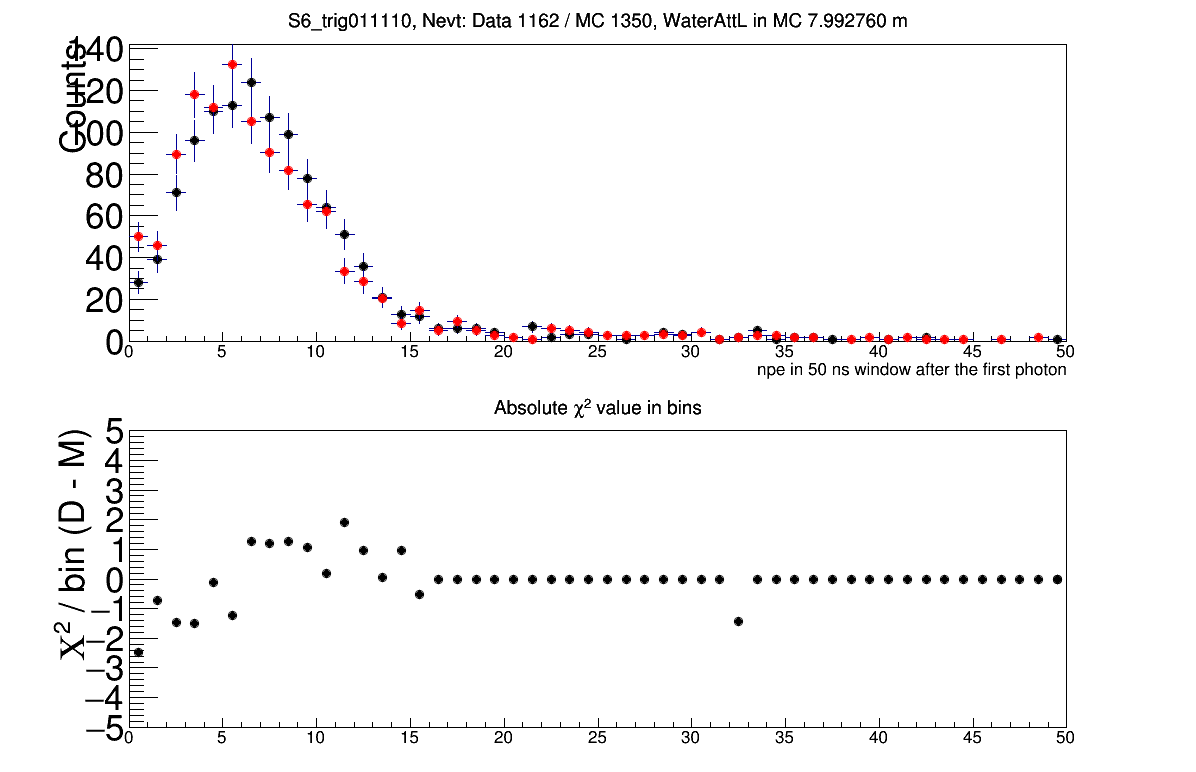 S6_trig011110, Nevt: Data 1162 / MC 1350, WaterAttL in MC 7.992760 m
Counts
140
120
100
80
60
40
20
0
0 5 10 15 20 25 30 35 40 45 50
npe in 50 ns window after the first photon
Absolute χ² value in bins
X² / bin (D - M)
5
4
3
2
1
0
−1
−2
−3
−4
−5
0 5 10 15 20 25 30 35 40 45 50